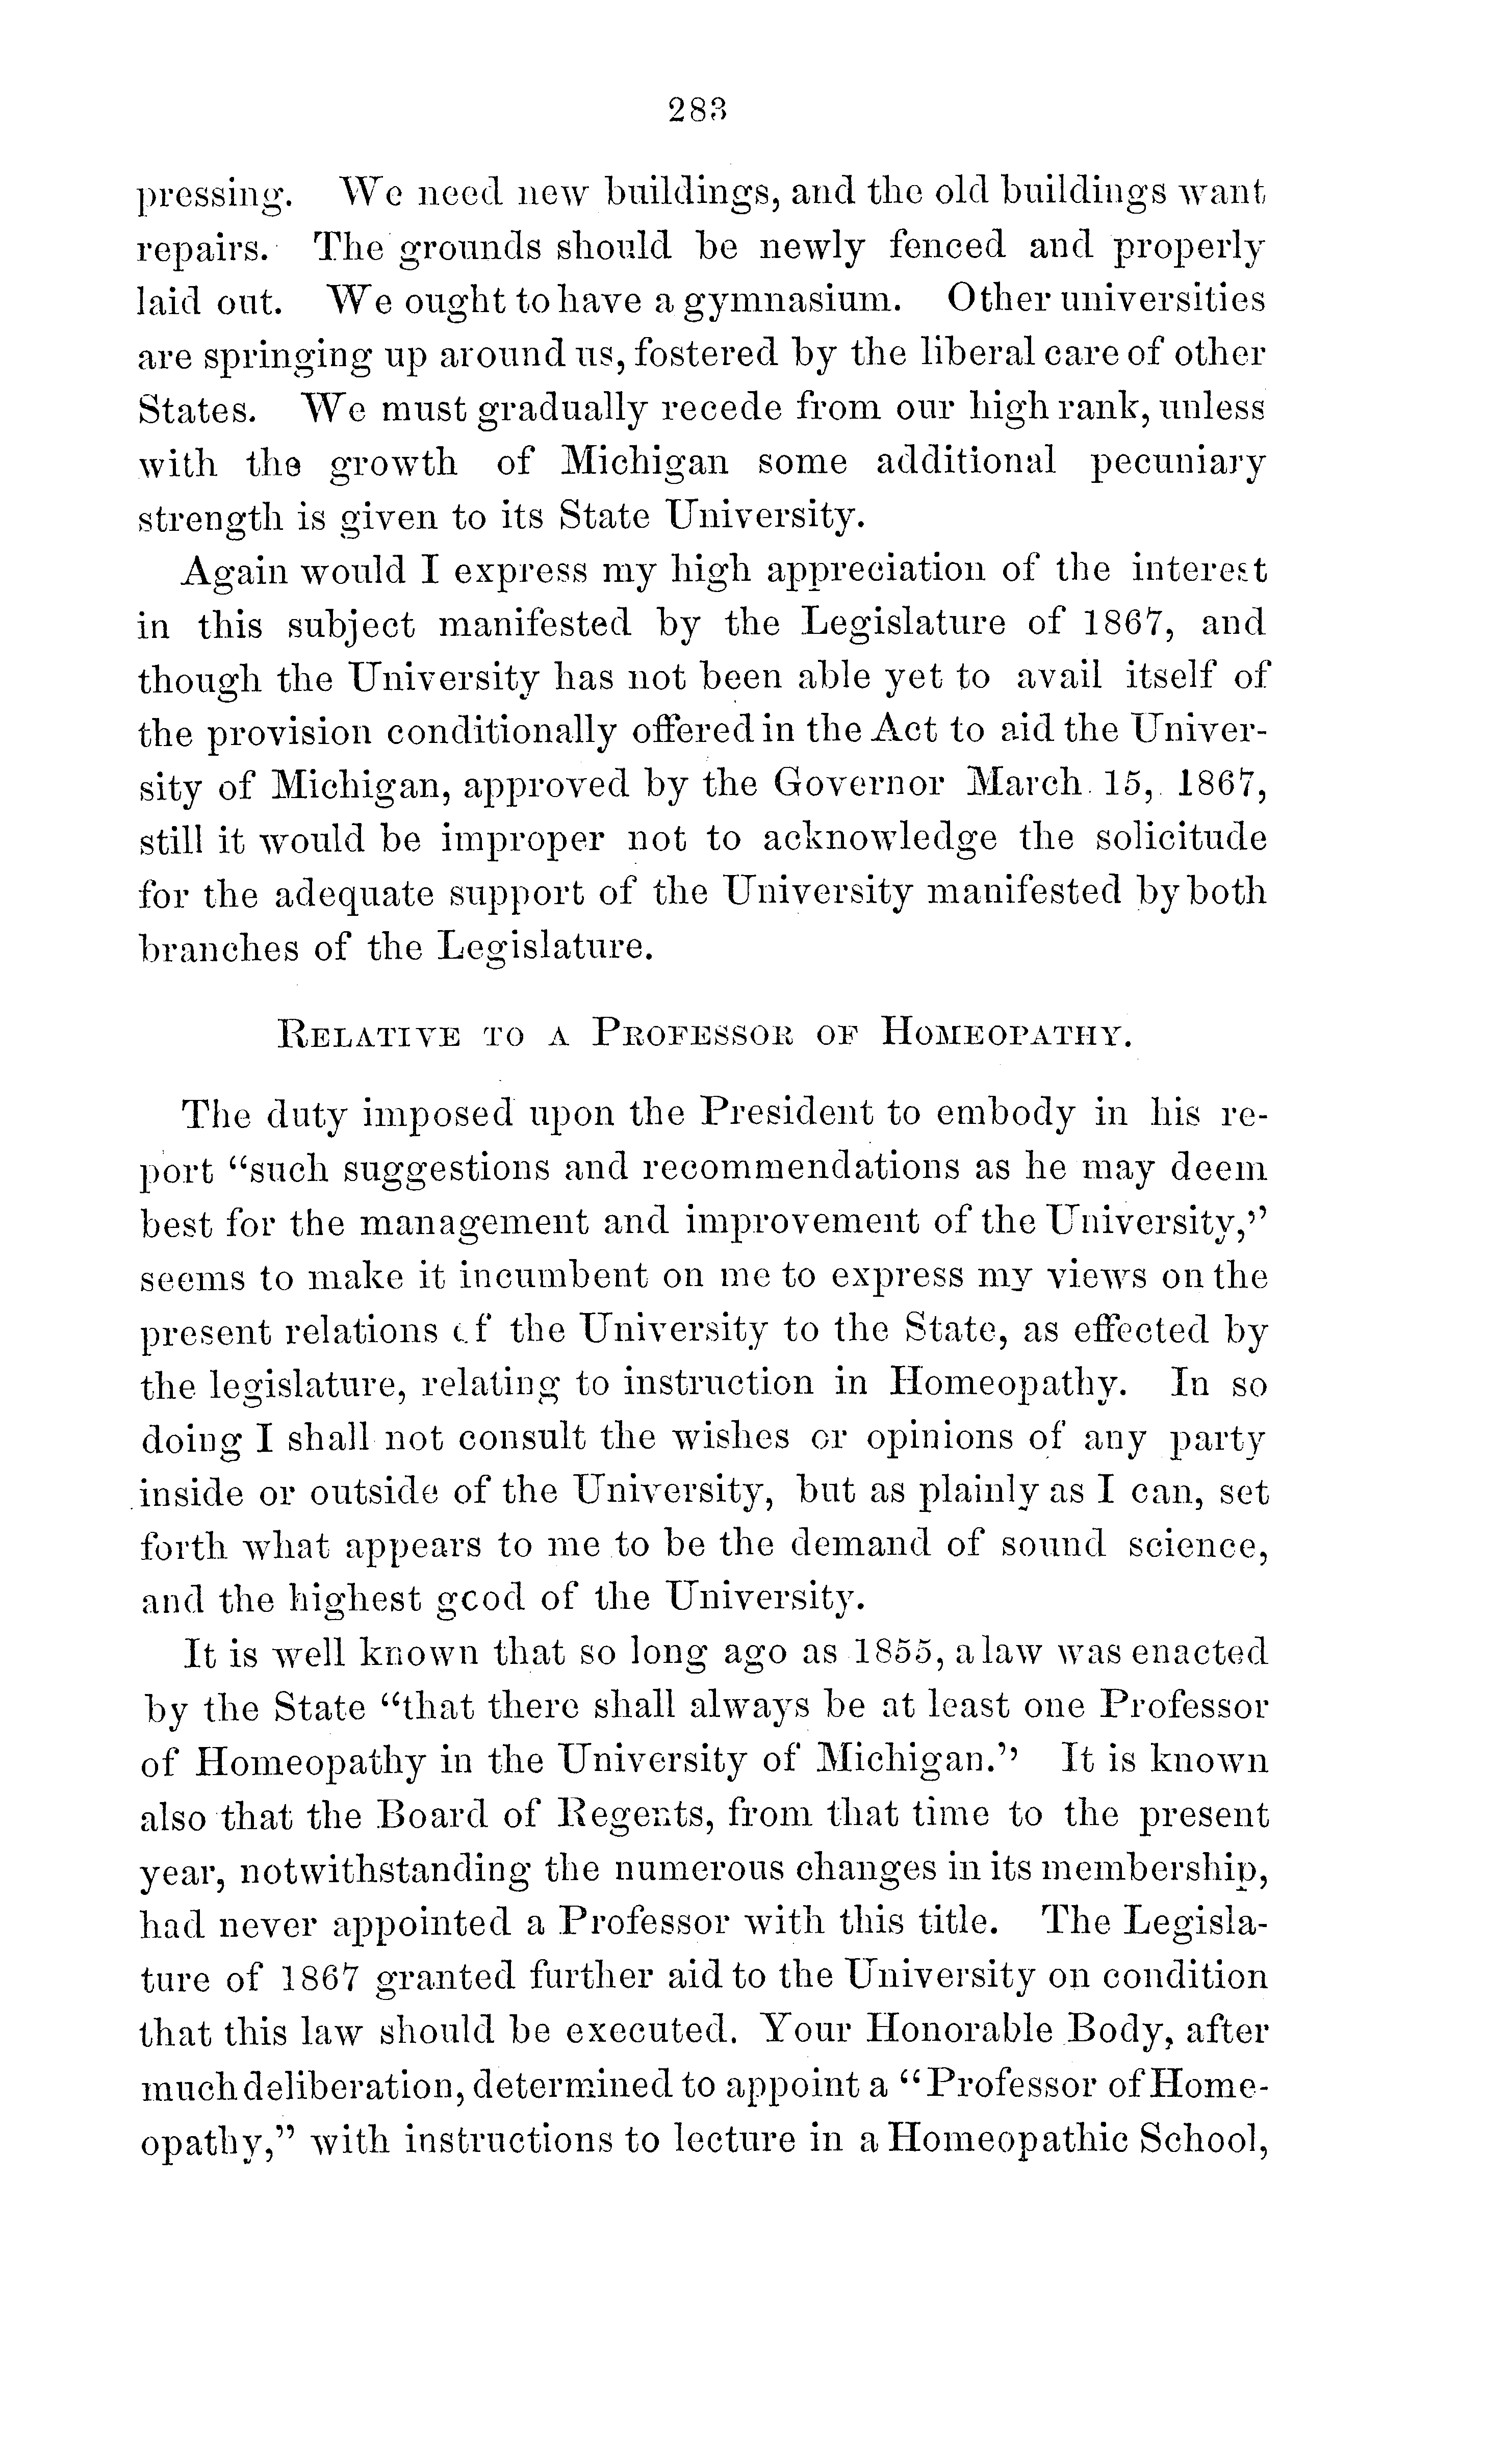 283
pressing. We need new buildings, and the old buildings want
repairs. The grounds should be newly fenced and properly
laid out. We ought to have a gymnasium. Other universities
are springing up around us, fostered by the liberal care of other
States. We must gradually recede from our high rank, unless
with the growth of Michigan some additional pecuniary
strength is given to its State University.
Again would I express my high appreciation of the interest
in this subject manifested by the Legislature of 1867, and
though the University has not been able yet to avail itself of
the provision conditionally offered in the Act to aid the Univer-
sity of Michigan, approved by the Governor March 15, 1867,
still it would be improper not to acknowledge the solicitude
for the adequate support of the University manifested by both
branches of the Legislature.
RELATIVE TO A PROFESSOR OF HOMEOPATHY.
The duty imposed upon the President to embody in his re-
port "such suggestions and recommendations as he may deem
best for the management and improvement of the University,"
seems to make it incumbent on me to express my views on the
present relations of the University to the State, as effected by
the legislature, relating to instruction in Homeopathy. In so
doing I shall not consult the wishes or opinions of any party
inside or outside of the University, but as plainly as I can, set
forth what appears to me to be the demand of sound science,
and the highest good of the University.
It is well known that so long ago as 1855, a law was enacted
by the State "that there shall always be at least one Professor
of Homeopathy in the University of Michigan." It is known
also that the Board of Regents, from that time to the present
year, notwithstanding the numerous changes in its membership,
had never appointed a Professor with this title. The Legisla-
ture of 1867 granted further aid to the University on condition
that this law should be executed. Your Honorable Body, after
much deliberation, determined to appoint a "Professor of Home-
opathy," with instructions to lecture in a Homeopathic School,